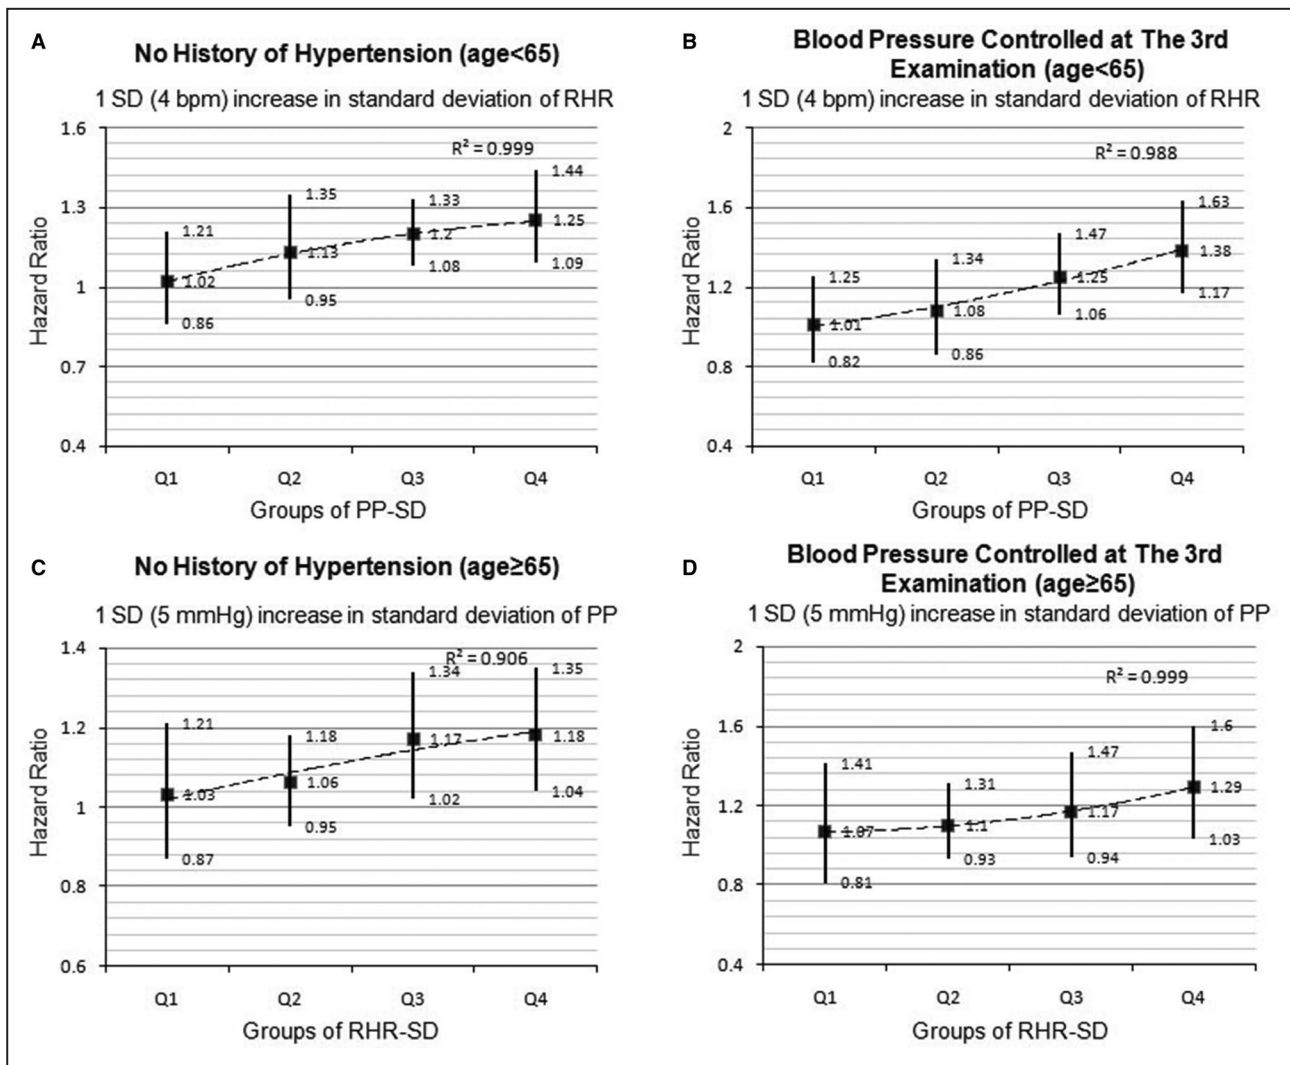 A
No History of Hypertension (age<65)
1 SD (4 bpm) increase in standard deviation of RHR
Hazard Ratio
1.6
1.3
1
0.7
0.4
R² = 0.999
1.21
1.02
0.86
1.35
1.13
0.95
1.33
1.2
1.08
1.44
1.25
1.09
Q1 Q2 Q3 Q4
Groups of PP-SD
B
Blood Pressure Controlled at The 3rd
Examination (age<65)
1 SD (4 bpm) increase in standard deviation of RHR
Hazard Ratio
2
1.6
1.2
0.8
0.4
R² = 0.988
1.25
1.01
0.82
1.34
1.08
0.86
1.47
1.25
1.06
1.63
1.38
1.17
Q1 Q2 Q3 Q4
Groups of PP-SD
C
No History of Hypertension (age≥65)
1 SD (5 mmHg) increase in standard deviation of PP
Hazard Ratio
1.4
1.2
1
0.8
0.6
R² = 0.906
1.21
1.03
0.87
1.18
1.06
0.95
1.34
1.17
1.02
1.35
1.18
1.04
Q1 Q2 Q3 Q4
Groups of RHR-SD
D
Blood Pressure Controlled at The 3rd
Examination (age≥65)
1 SD (5 mmHg) increase in standard deviation of PP
Hazard Ratio
2
1.6
1.2
0.8
0.4
R² = 0.999
1.41
1.07
0.81
1.31
1.1
0.93
1.47
1.17
0.94
1.6
1.29
1.03
Q1 Q2 Q3 Q4
Groups of RHR-SD